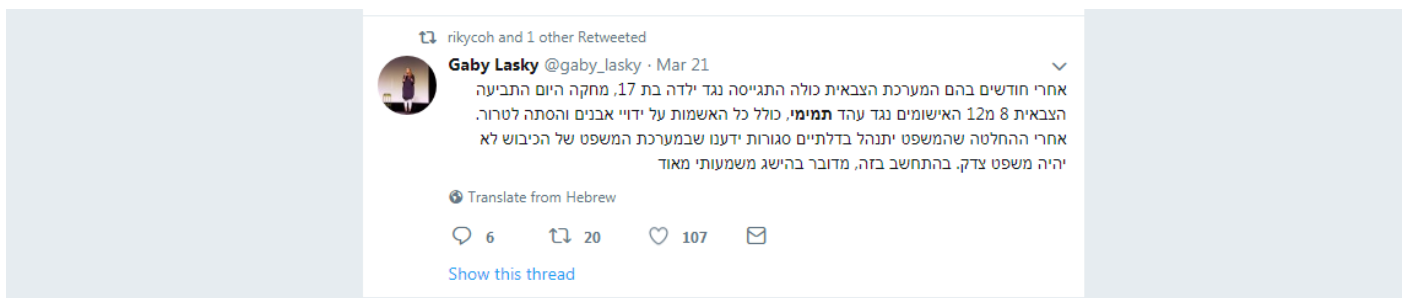 rikycoh and 1 other Retweeted
Gaby Lasky @gaby_lasky · Mar 21
אחרי חודשים בהם המערכת הצבאית כולה התגייסה נגד ילדה בת 17, מחקה היום התביעה
הצבאית 8 מ12 האישומים נגד עהד תמימי, כולל כל האשמות על ידויי אבנים והסתה לטרור.
אחרי ההחלטה שהמשפט יתנהל בדלתיים סגורות ידענו שבמערכת המשפט של הכיבוש לא
יהיה משפט צדק. בהתחשב בזה, מדובר בהישג משמעותי מאוד
Translate from Hebrew
6 20 107
Show this thread